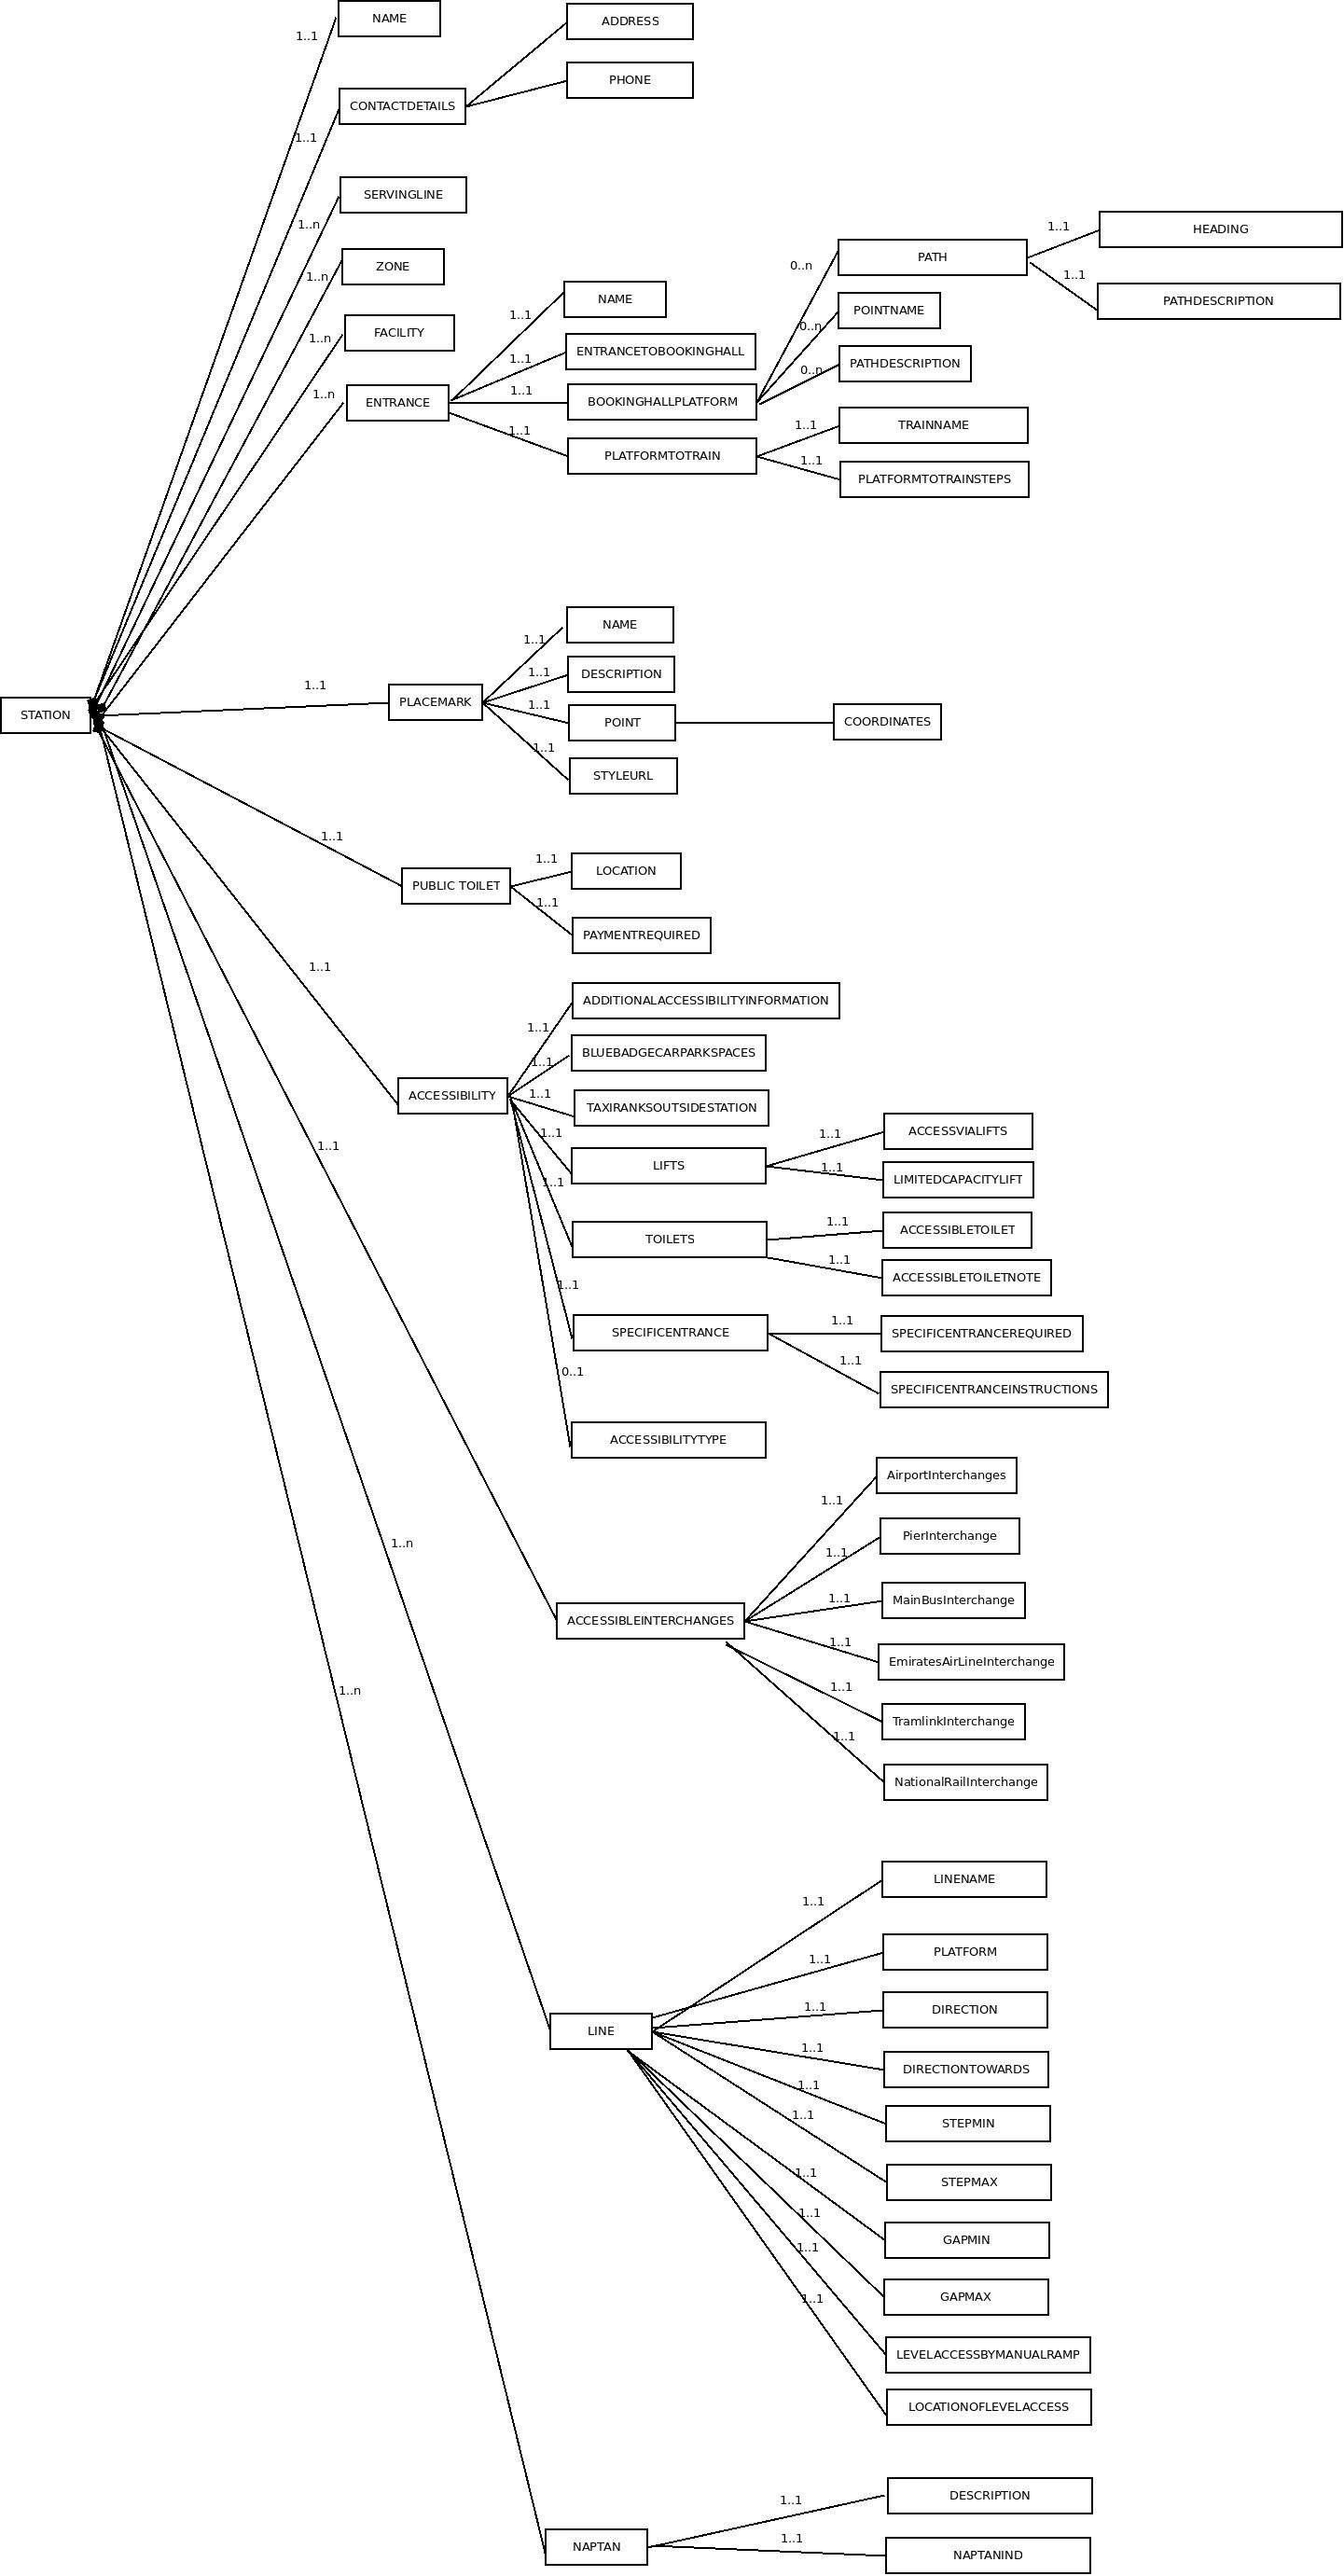 NAME
1..1
ADDRESS
PHONE
CONTACTDETAILS
1..1
SERVINGLINE
1..n
ZONE
1..n
FACILITY
1..n
ENTRANCE
1..n
NAME
1..1
ENTRANCETOBOOKINGHALL
1..1
BOOKINGHALLPLATFORM
1..1
PLATFORMTOTRAIN
1..1
PATH
0..n
POINTNAME
0..n
PATHDESCRIPTION
0..n
HEADING
1..1
PATHDESCRIPTION
1..1
TRAINNAME
1..1
PLATFORMTOTRAINSTEPS
1..1
STATION
PLACEMARK
1..1
NAME
1..1
DESCRIPTION
1..1
POINT
1..1
COORDINATES
STYLEURL
1..1
PUBLIC TOILET
1..1
LOCATION
1..1
PAYMENTREQUIRED
1..1
ACCESSIBILITY
1..1
ADDITIONALACCESSIBILITYINFORMATION
1..1
BLUEBADGECARPARKSPACES
1..1
TAXIRANKSOUTSIDESTATION
1..1
LIFTS
1..1
ACCESSVIALIFTS
1..1
LIMITEDCAPACITYLIFT
1..1
TOILETS
1..1
ACCESSIBLETOILET
1..1
ACCESSIBLETOILETNOTE
1..1
SPECIFICENTRANCE
1..1
SPECIFICENTRANCEREQUIRED
1..1
SPECIFICENTRANCEINSTRUCTIONS
1..1
ACCESSIBILITYTYPE
0..1
ACCESSIBLEINTERCHANGES
1..1
AirportInterchanges
1..1
PierInterchange
1..1
MainBusInterchange
1..1
EmiratesAirLineInterchange
1..1
TramlinkInterchange
1..1
NationalRailInterchange
1..1
LINE
1..n
LINENAME
1..1
PLATFORM
1..1
DIRECTION
1..1
DIRECTIONTOWARDS
1..1
STEPMIN
1..1
STEPMAX
1..1
GAPMIN
1..1
GAPMAX
1..1
LEVELACCESSBYMANUALRAMP
1..1
LOCATIONOFLEVELACCESS
1..1
NAPTAN
1..n
DESCRIPTION
1..1
NAPTANIND
1..1